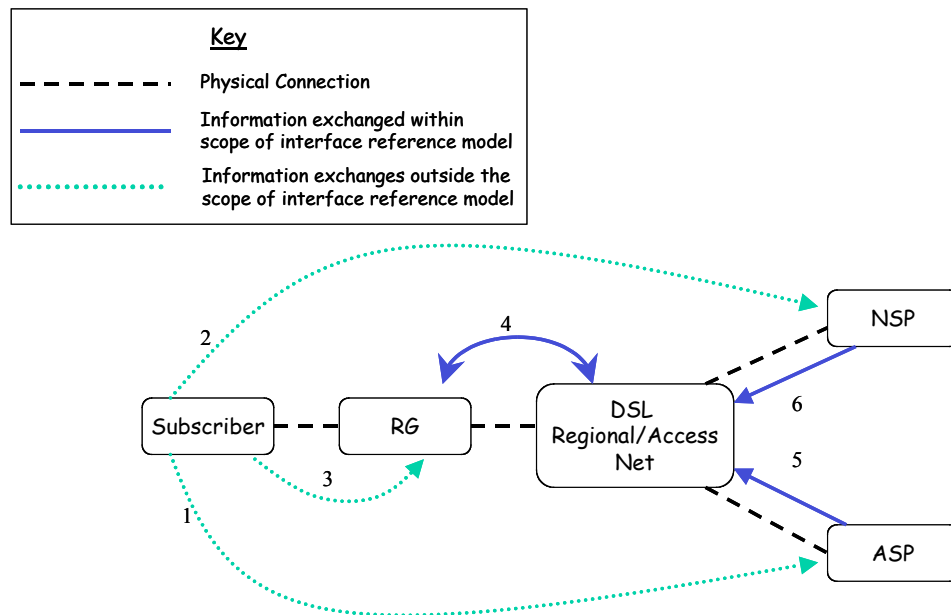 Key
Physical Connection
Information exchanged within
scope of interface reference model
Information exchanges outside the
scope of interface reference model
2
4
NSP
6
Subscriber
RG
DSL
Regional/Access
Net
3
5
1
ASP